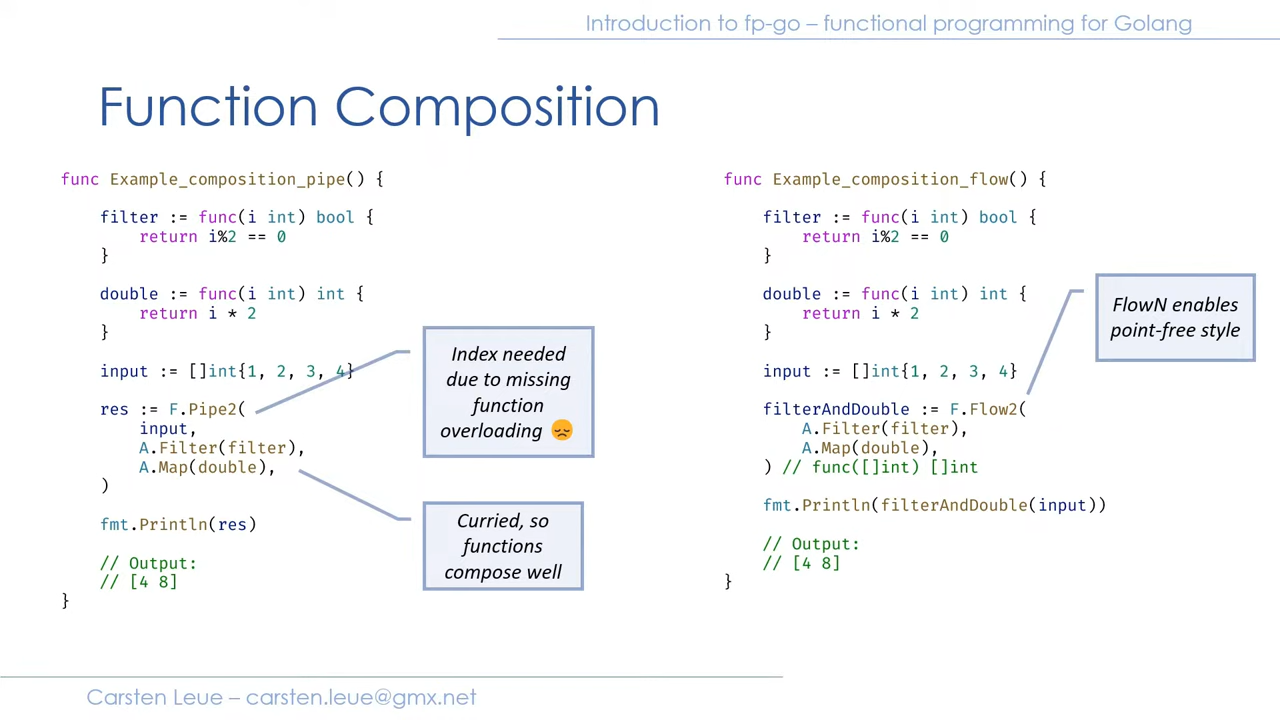 Introduction to fp-go – functional programming for Golang
Function Composition
func Example_composition_pipe() {
filter := func(i int) bool {
return i%2 == 0
}
double := func(i int) int {
return i * 2
}
input := []int{1, 2, 3, 4}
res := F.Pipe2(
input,
A.Filter(filter),
A.Map(double),
)
fmt.Println(res)
// Output:
// [4 8]
}
Index needed
due to missing
function
overloading 😞
Curried, so
functions
compose well
func Example_composition_flow() {
filter := func(i int) bool {
return i%2 == 0
}
double := func(i int) int {
return i * 2
}
input := []int{1, 2, 3, 4}
filterAndDouble := F.Flow2(
A.Filter(filter),
A.Map(double),
) // func([]int) []int
fmt.Println(filterAndDouble(input))
// Output:
// [4 8]
}
FlowN enables
point-free style
Carsten Leue – carsten.leue@gmx.net